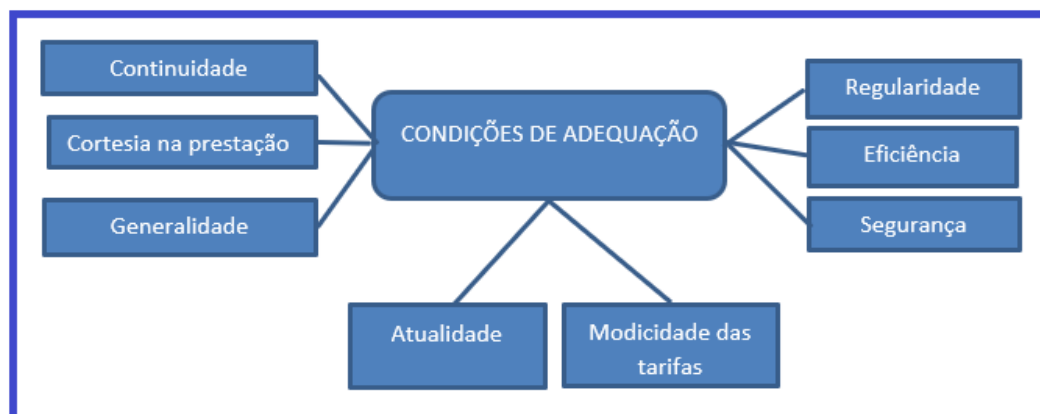 Continuidade
Cortesia na prestação
Generalidade
CONDIÇÕES DE ADEQUAÇÃO
Regularidade
Eficiência
Segurança
Atualidade
Modicidade das
tarifas